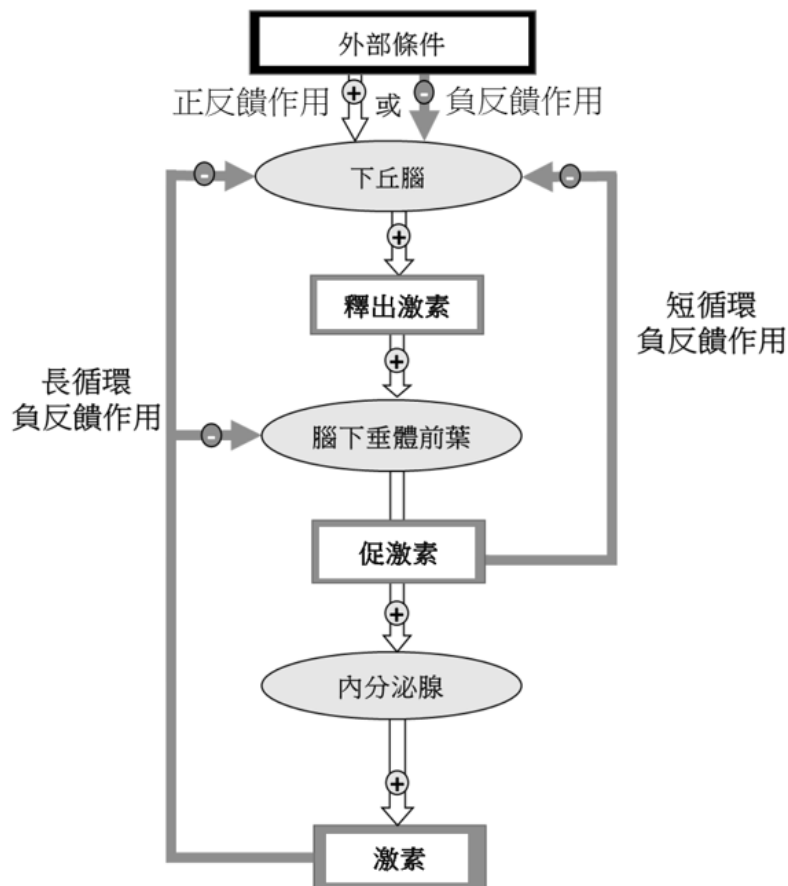 外部條件
正反饋作用
+
或
-
負反饋作用
下丘腦
-
-
+
釋出激素
+
短循環
負反饋作用
長循環
負反饋作用
-
腦下垂體前葉
促激素
+
內分泌腺
+
激素